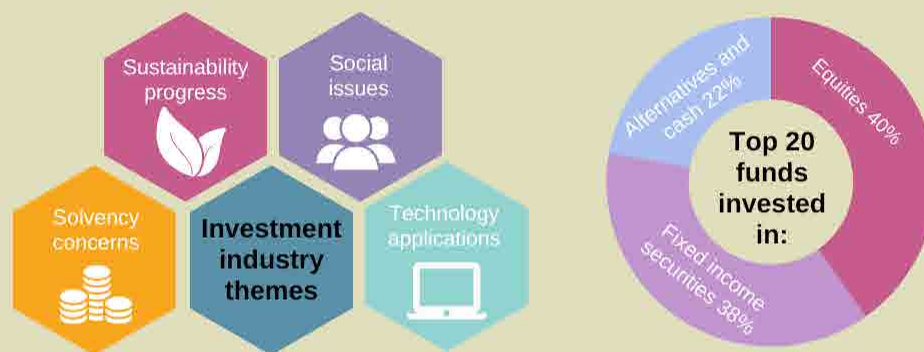 Sustainability
progress
Social
issues
Solvency
concerns
Investment
industry
themes
Technology
applications
Alternatives and
cash 22%
Equities 40%
Top 20
funds
invested
in:
Fixed income
securities 38%